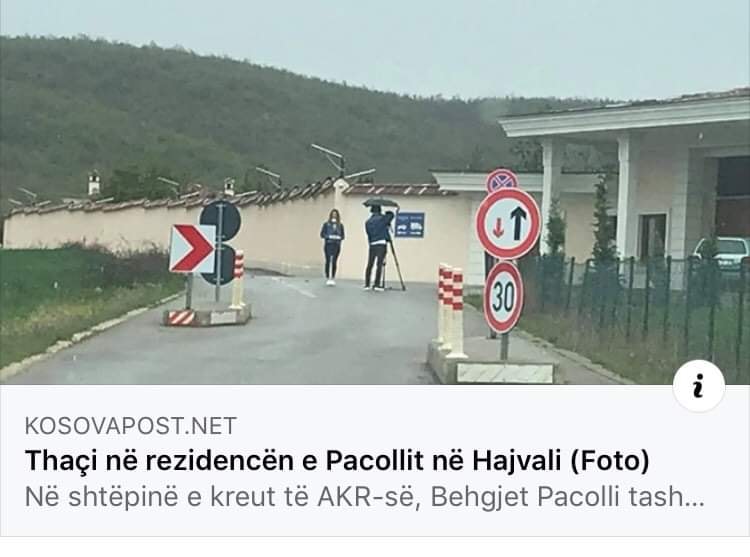 30
KOSOVAPOST.NET
Thaçi në rezidencën e Pacollit në Hajvali (Foto)
Në shtëpinë e kreut të AKR-së, Behgjet Pacolli tash...